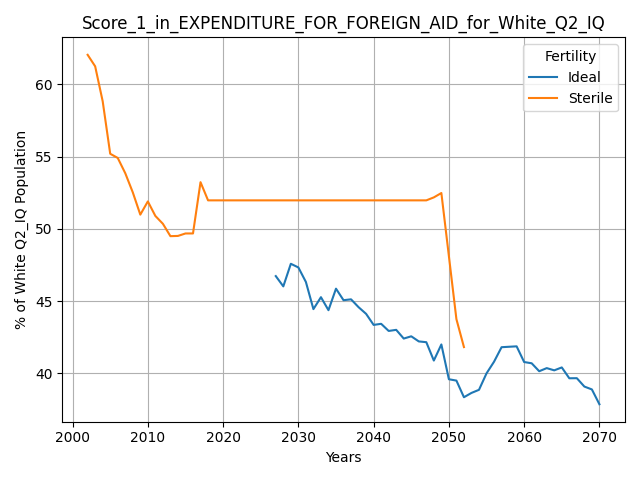 Score_1_in_EXPENDITURE_FOR_FOREIGN_AID_for_White_Q2_IQ
Fertility
Ideal
Sterile
% of White Q2_IQ Population
60
55
50
45
40
2000 2010 2020 2030 2040 2050 2060 2070
Years